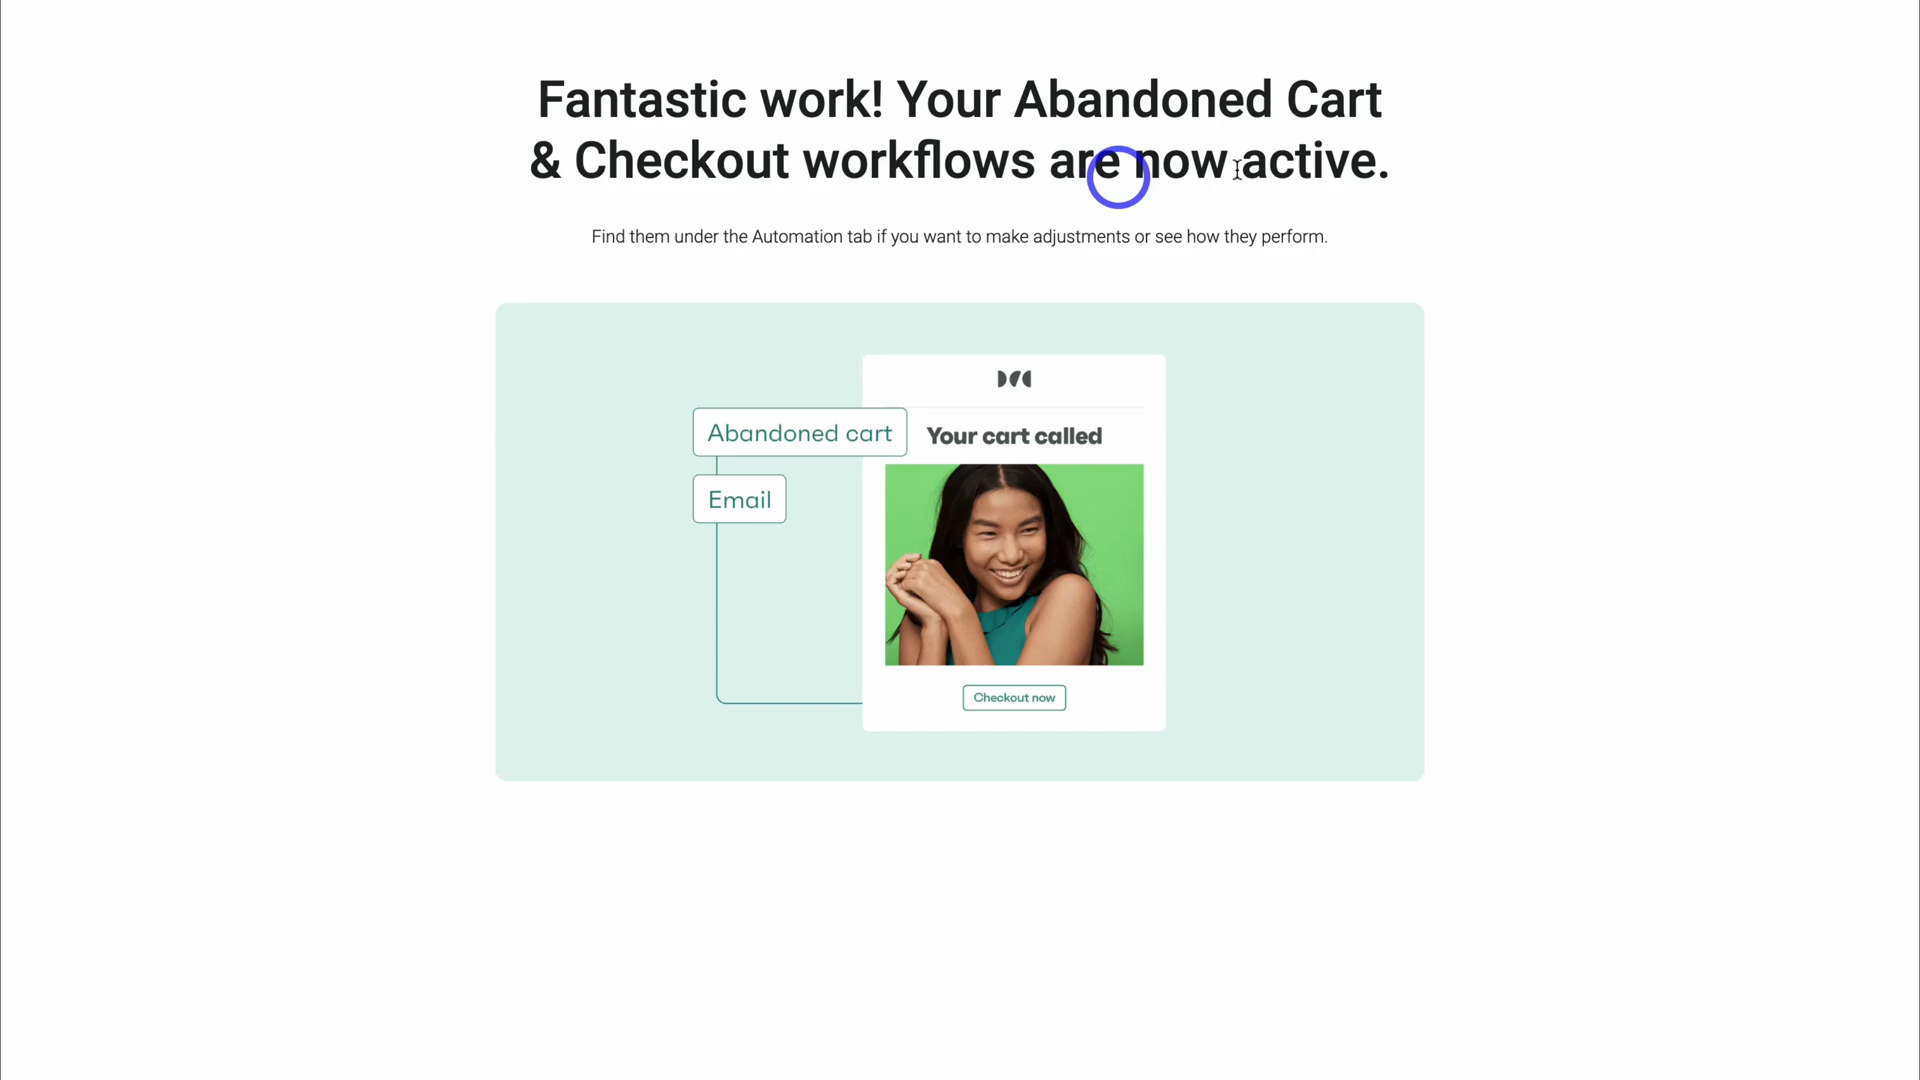 Fantastic work! Your Abandoned Cart
& Checkout workflows are now active.
Find them under the Automation tab if you want to make adjustments or see how they perform.
Abandoned cart
Your cart called
Email
Checkout now